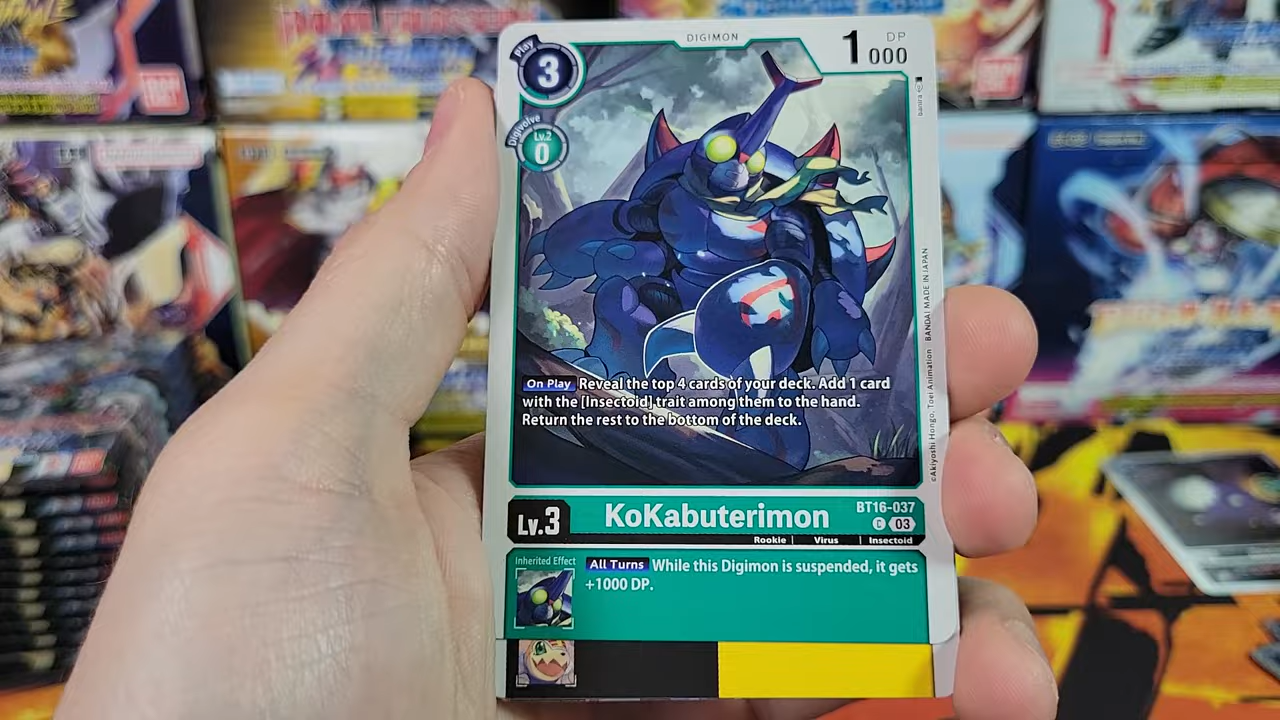 DIGIMON
Play
3
1000
DP
Digivolve
Lv.2
0
banira
On Play Reveal the top 4 cards of your deck. Add 1 card
with the [Insectoid] trait among them to the hand.
Return the rest to the bottom of the deck.
©Akiyoshi Hongo, Toei Animation BANDAI MADE IN JAPAN
Lv.3
KoKabuterimon
BT16-037
C 03
Rookie | Virus | Insectoid
Inherited Effect
All Turns While this Digimon is suspended, it gets
+1000 DP.